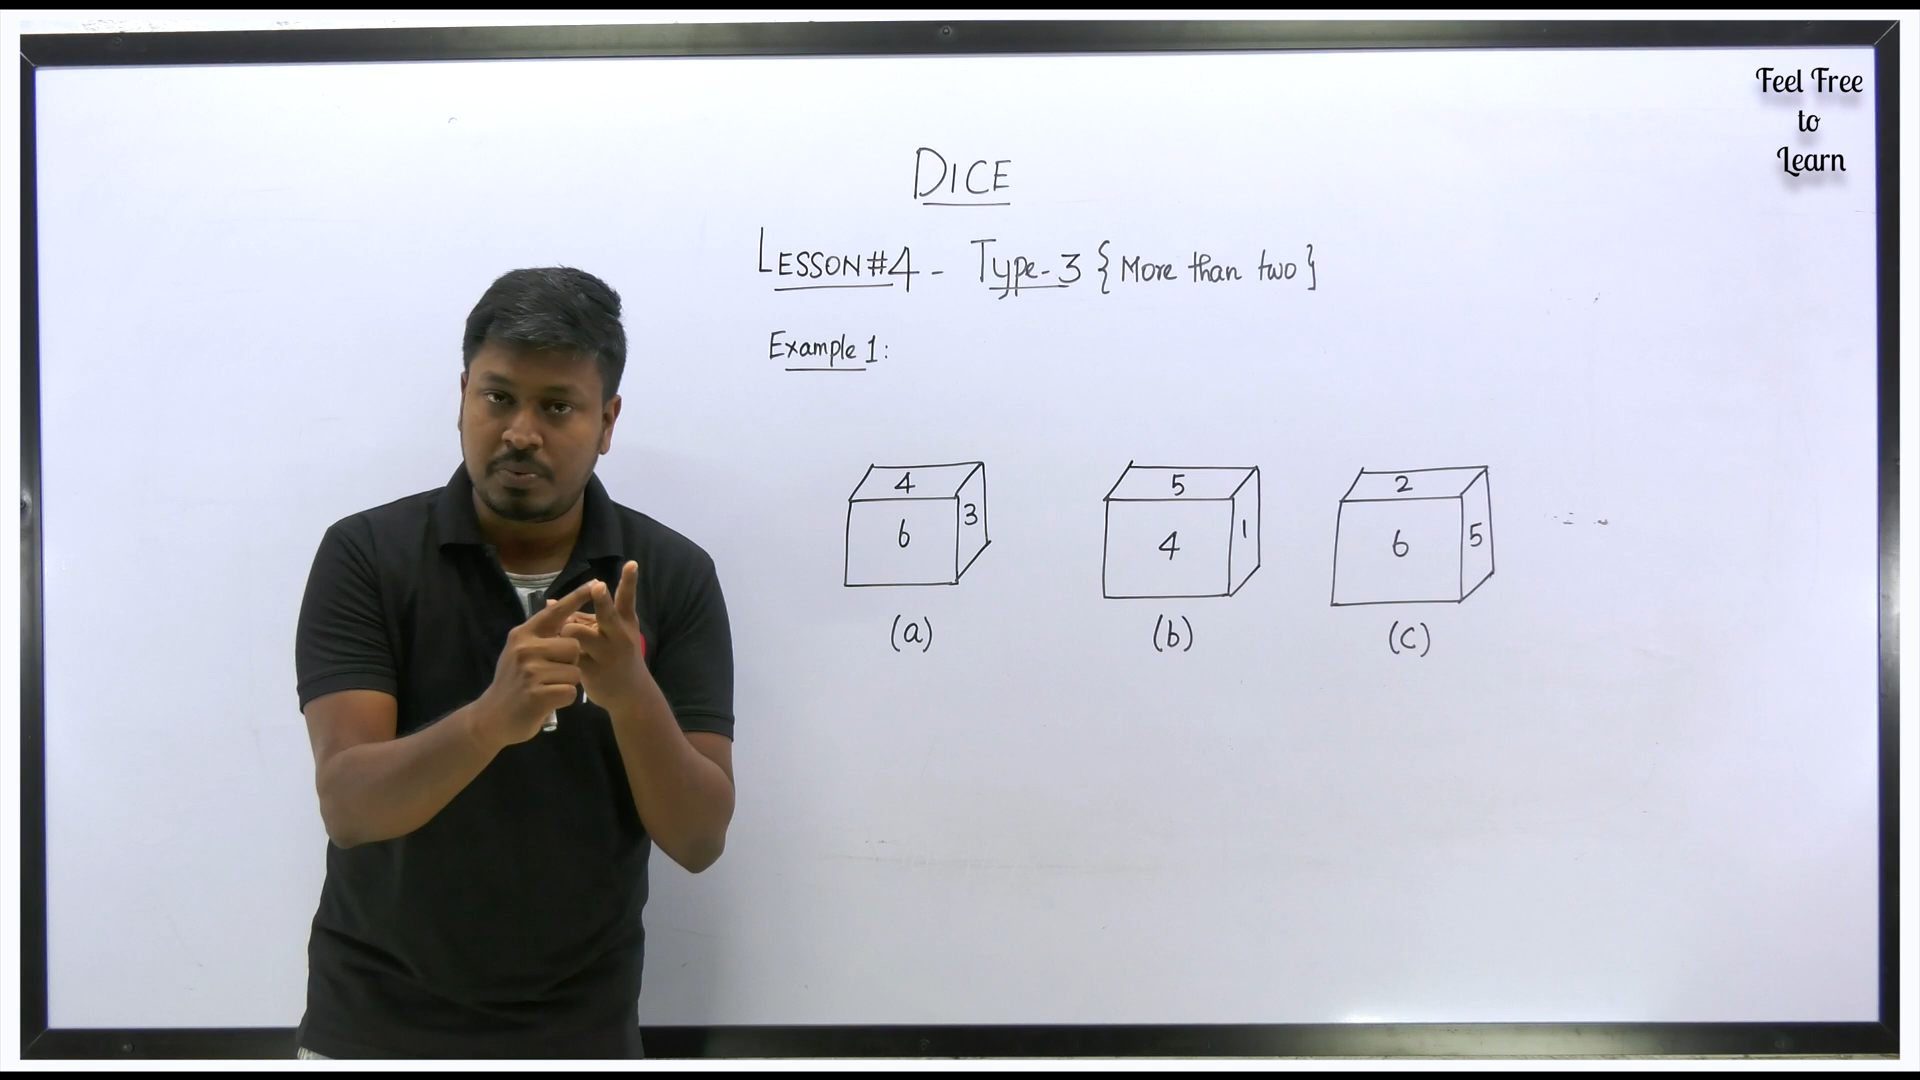 Feel Free
to
Learn
DICE
LESSON #4 - Type-3 {More than two}
Example 1:
4 5 2
6 3 4 1 6 5
(a) (b) (c)